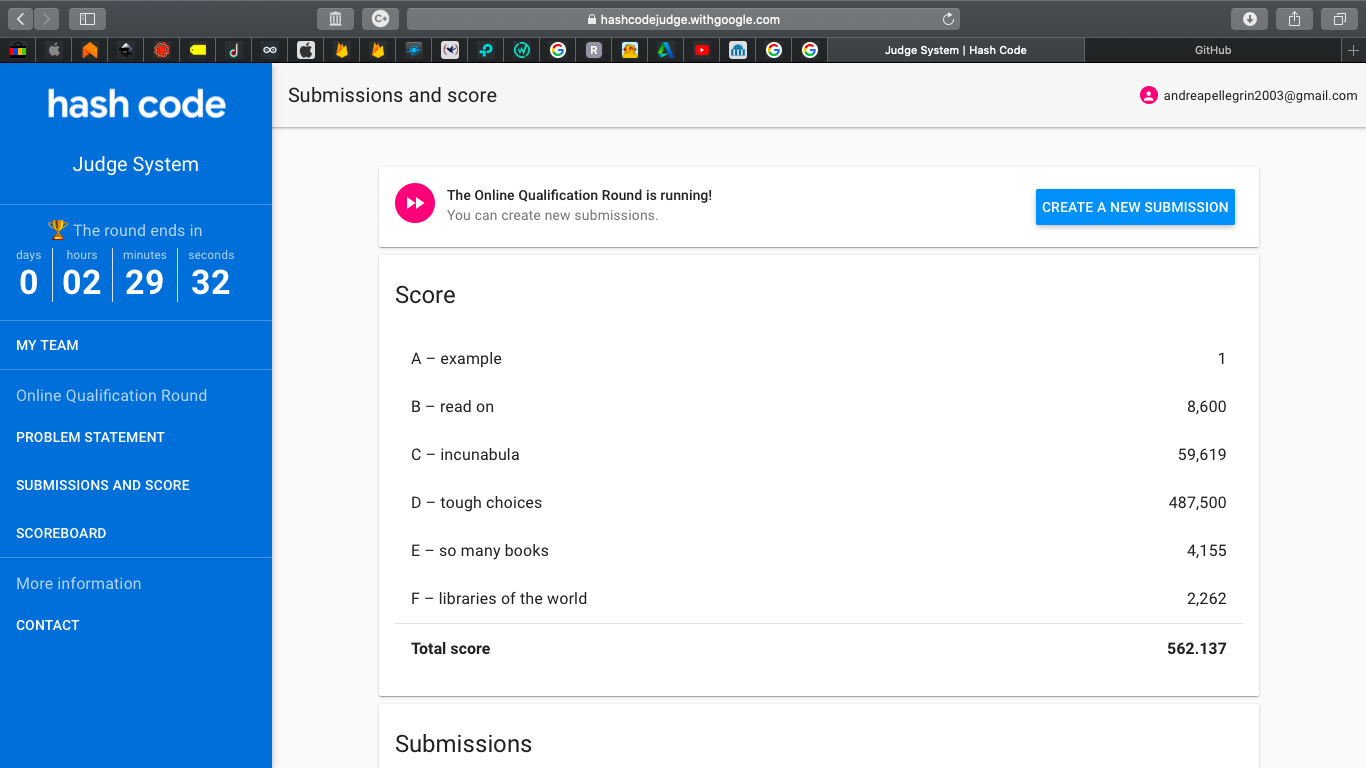 hashcodejudge.withgoogle.com
Judge System | Hash Code
GitHub
hash code
Judge System
🏆 The round ends in
days hours minutes seconds
0 02 29 32
MY TEAM
Online Qualification Round
PROBLEM STATEMENT
SUBMISSIONS AND SCORE
SCOREBOARD
More information
CONTACT
Submissions and score
andreapellegrin2003@gmail.com
The Online Qualification Round is running!
You can create new submissions.
CREATE A NEW SUBMISSION
Score
A – example 1
B – read on 8,600
C – incunabula 59,619
D – tough choices 487,500
E – so many books 4,155
F – libraries of the world 2,262
Total score 562.137
Submissions